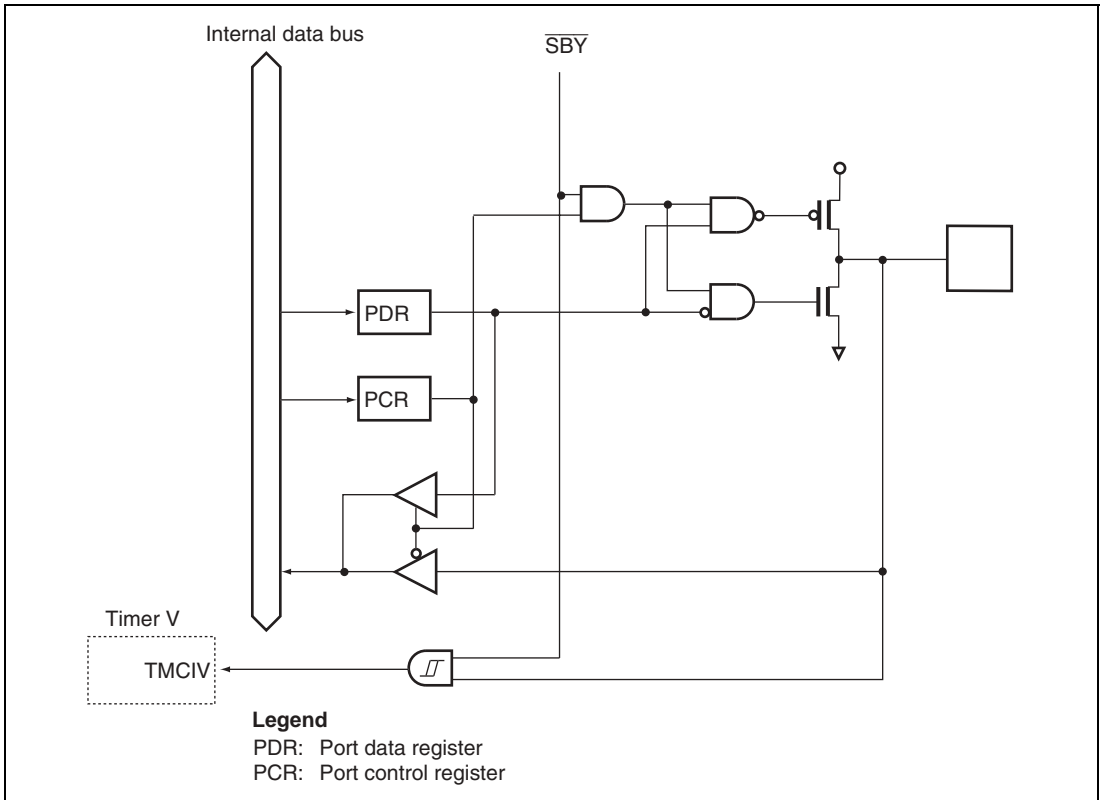 Internal data bus
SBY
PDR
PCR
Timer V
TMCIV
Legend
PDR: Port data register
PCR: Port control register